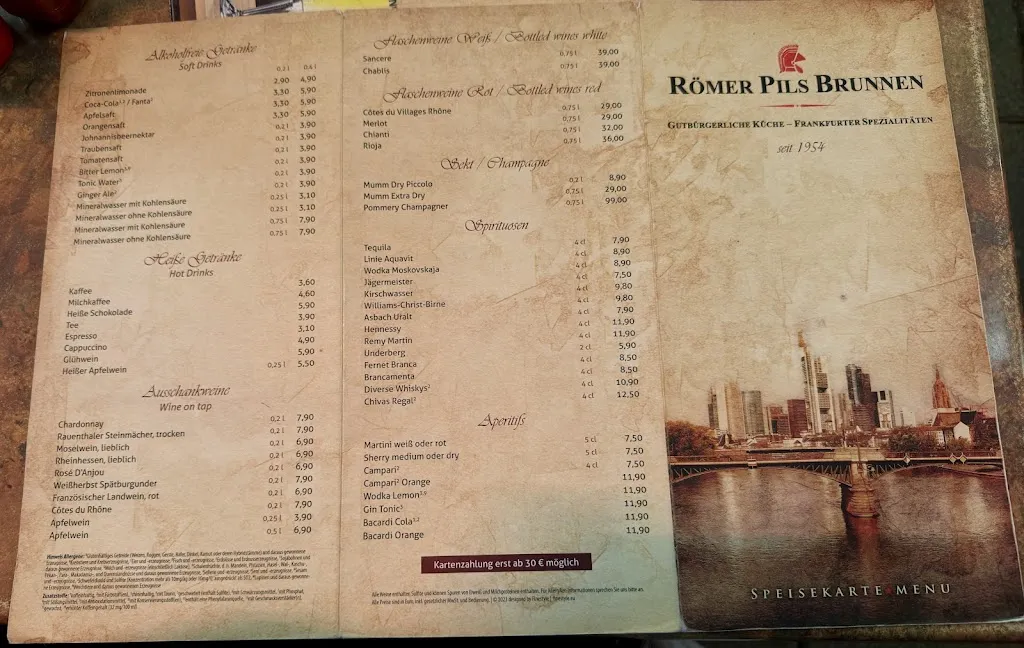 Alkoholfreie Getränke
Soft Drinks
0,2 l 0,4 l
Zitronenlimonade 2,90 4,90
Coca-Cola / Fanta 3,30 5,90
Apfelsaft 3,30 5,90
Orangensaft 3,30 5,90
Johannisbeernektar 0,2 l 3,90
Traubensaft 0,2 l 3,90
Tomatensaft 0,2 l 3,90
Bitter Lemon 0,2 l 3,90
Tonic Water 0,2 l 3,90
Ginger Ale 0,2 l 3,90
Mineralwasser mit Kohlensäure 0,25 l 3,10
Mineralwasser ohne Kohlensäure 0,25 l 3,10
Mineralwasser mit Kohlensäure 0,75 l 7,90
Mineralwasser ohne Kohlensäure 0,75 l 7,90
Heiße Getränke
Hot Drinks
Kaffee 3,60
Milchkaffee 4,60
Heiße Schokolade 5,90
Tee 3,90
Espresso 3,10
Cappuccino 4,90
Glühwein 5,90
Heißer Apfelwein 0,25 l 5,50
Ausschankweine
Wine on tap
Chardonnay 0,2 l 7,90
Rauenthaler Steinmächer, trocken 0,2 l 7,90
Moselwein, lieblich 0,2 l 6,90
Rheinhessen, lieblich 0,2 l 6,90
Rosé D'Anjou 0,2 l 6,90
Weißherbst Spätburgunder 0,2 l 7,90
Französischer Landwein, rot 0,2 l 6,90
Côtes du Rhône 0,2 l 7,90
Apfelwein 0,25 l 3,90
Apfelwein 0,5 l 6,90
Flaschenweine Weiß / Bottled wines white
Sancere 0,75 l 39,00
Chablis 0,75 l 39,00
Flaschenweine Rot / Bottled wines red
Côtes du Villages Rhône 0,75 l 29,00
Merlot 0,75 l 29,00
Chianti 0,75 l 32,00
Rioja 0,75 l 36,00
Sekt / Champagne
Mumm Dry Piccolo 0,2 l 8,90
Mumm Extra Dry 0,75 l 29,00
Pommery Champagner 0,75 l 99,00
Spirituosen
Tequila 4 cl 7,90
Linie Aquavit 4 cl 8,90
Wodka Moskovskaja 4 cl 8,90
Jägermeister 4 cl 7,50
Kirschwasser 4 cl 9,80
Williams-Christ-Birne 4 cl 9,80
Asbach Uralt 4 cl 7,90
Hennessy 4 cl 11,90
Remy Martin 4 cl 11,90
Underberg 2 cl 5,90
Fernet Branca 4 cl 8,50
Brancamenta 4 cl 8,50
Diverse Whiskys² 4 cl 10,90
Chivas Regal² 4 cl 12,50
Aperitifs
Martini weiß oder rot 5 cl 7,50
Sherry medium oder dry 5 cl 7,50
Campari² 4 cl 7,50
Campari² Orange 11,90
Wodka Lemon 11,90
Gin Tonic 11,90
Bacardi Cola 11,90
Bacardi Orange 11,90
Kartenzahlung erst ab 30 € möglich
RÖMER PILS BRUNNEN
GUTBÜRGERLICHE KÜCHE – FRANKFURTER SPEZIALITÄTEN
seit 1954
SPEISEKARTE MENU